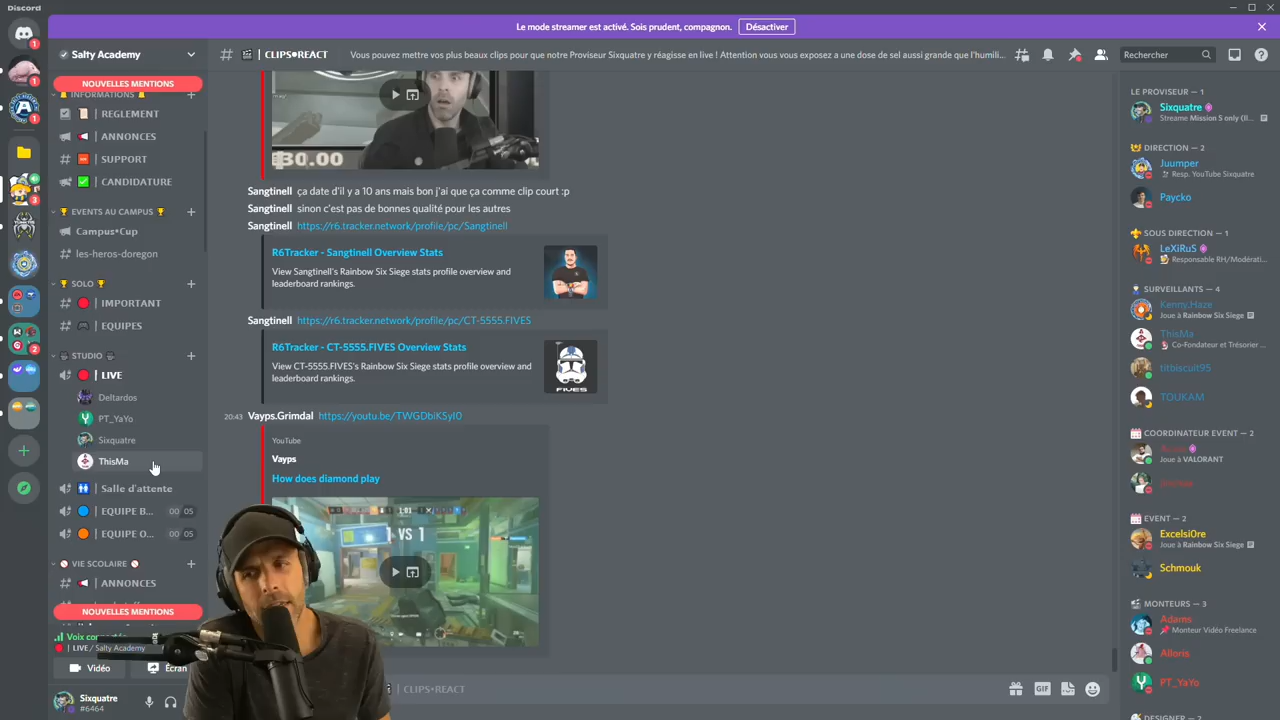 Discord
Le mode streamer est activé. Sois prudent, compagnon.
Désactiver
Salty Academy
CLIPS•REACT
Vous pouvez mettre vos plus beaux clips pour que notre Proviseur Sixquatre y réagisse en live ! Attention vous vous exposez a une dose de sel aussi grande que l'humili...
Rechercher
NOUVELLES MENTIONS
INFORMATIONS
REGLEMENT
ANNONCES
SUPPORT
CANDIDATURE
EVENTS AU CAMPUS
Campus•Cup
les-heros-doregon
SOLO
IMPORTANT
EQUIPES
STUDIO
LIVE
Deltardos
PT_YaYo
Sixquatre
ThisMa
Salle d'attente
EQUIPE B... 00 05
EQUIPE O... 00 05
VIE SCOLAIRE
ANNONCES
NOUVELLES MENTIONS
Voix connectée
LIVE / Salty Academy
Vidéo
Écran
Sixquatre
#6464
30.00
Sangtinell ça date d'il y a 10 ans mais bon j'ai que ça comme clip court :p
Sangtinell sinon c'est pas de bonnes qualité pour les autres
Sangtinell https://r6.tracker.network/profile/pc/Sangtinell
R6Tracker - Sangtinell Overview Stats
View Sangtinell's Rainbow Six Siege stats profile overview and
leaderboard rankings.
Sangtinell https://r6.tracker.network/profile/pc/CT-5555.FIVES
R6Tracker - CT-5555.FIVES Overview Stats
View CT-5555.FIVES's Rainbow Six Siege stats profile overview and
leaderboard rankings.
FIVES
20:43 Vayps.Grimdal https://youtu.be/TWGDbiKSyI0
YouTube
Vayps
How does diamond play
1:01
1 VS 1
CLIPS•REACT
GIF
LE PROVISEUR — 1
Sixquatre
Streame Mission S only (Il...
DIRECTION — 2
Juumper
Resp. YouTube Sixquatre
Paycko
SOUS DIRECTION — 1
LeXiRuS
Responsable RH/Modérati...
SURVEILLANTS — 4
Kenny.Haze
Joue à Rainbow Six Siege
ThisMa
Co-Fondateur et Trésorier ...
titbiscuit95
TOUKAM
COORDINATEUR EVENT — 2
Joue à VALORANT
EVENT — 2
Excelsi0re
Joue à Rainbow Six Siege
Schmouk
MONTEURS — 3
Adams
Monteur Vidéo Freelance
Alloris
PT_YaYo
DESIGNER — 2